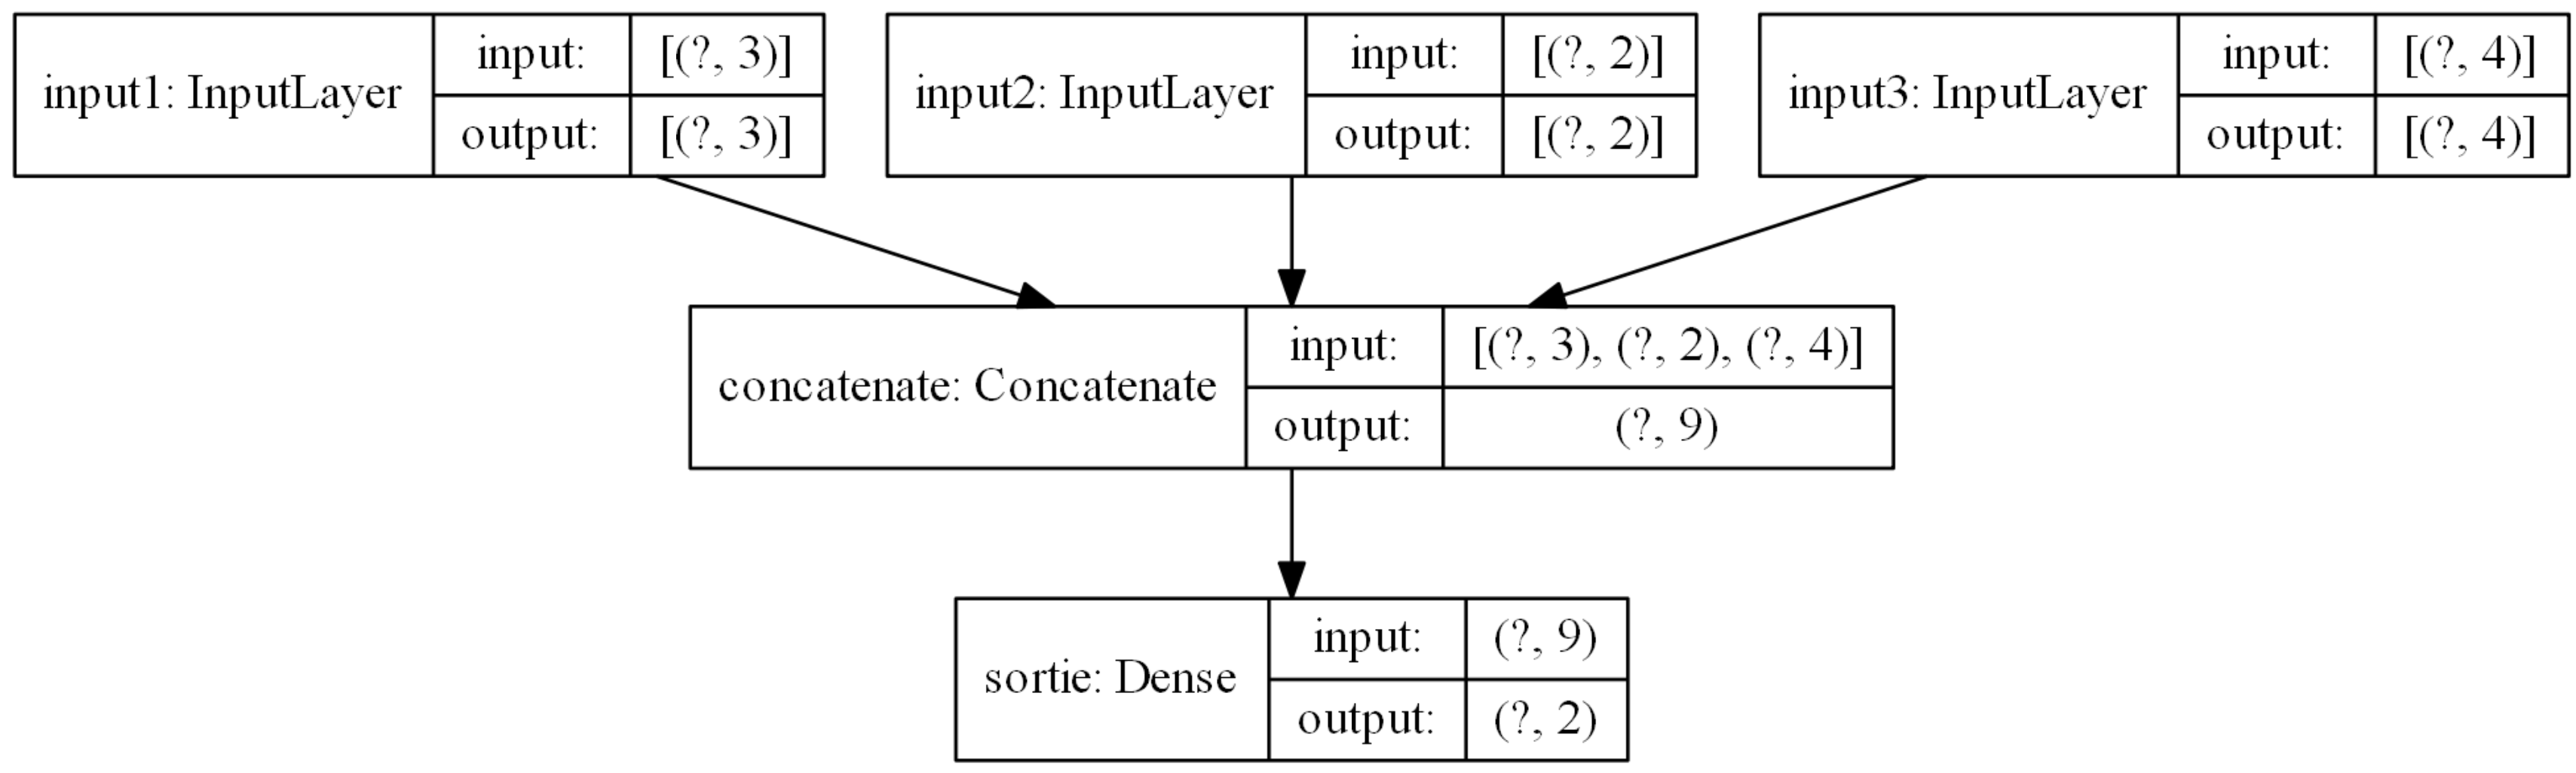 input1: InputLayer
input: [(?, 3)]
output: [(?, 3)]
input2: InputLayer
input: [(?, 2)]
output: [(?, 2)]
input3: InputLayer
input: [(?, 4)]
output: [(?, 4)]
concatenate: Concatenate
input: [(?, 3), (?, 2), (?, 4)]
output: (?, 9)
sortie: Dense
input: (?, 9)
output: (?, 2)